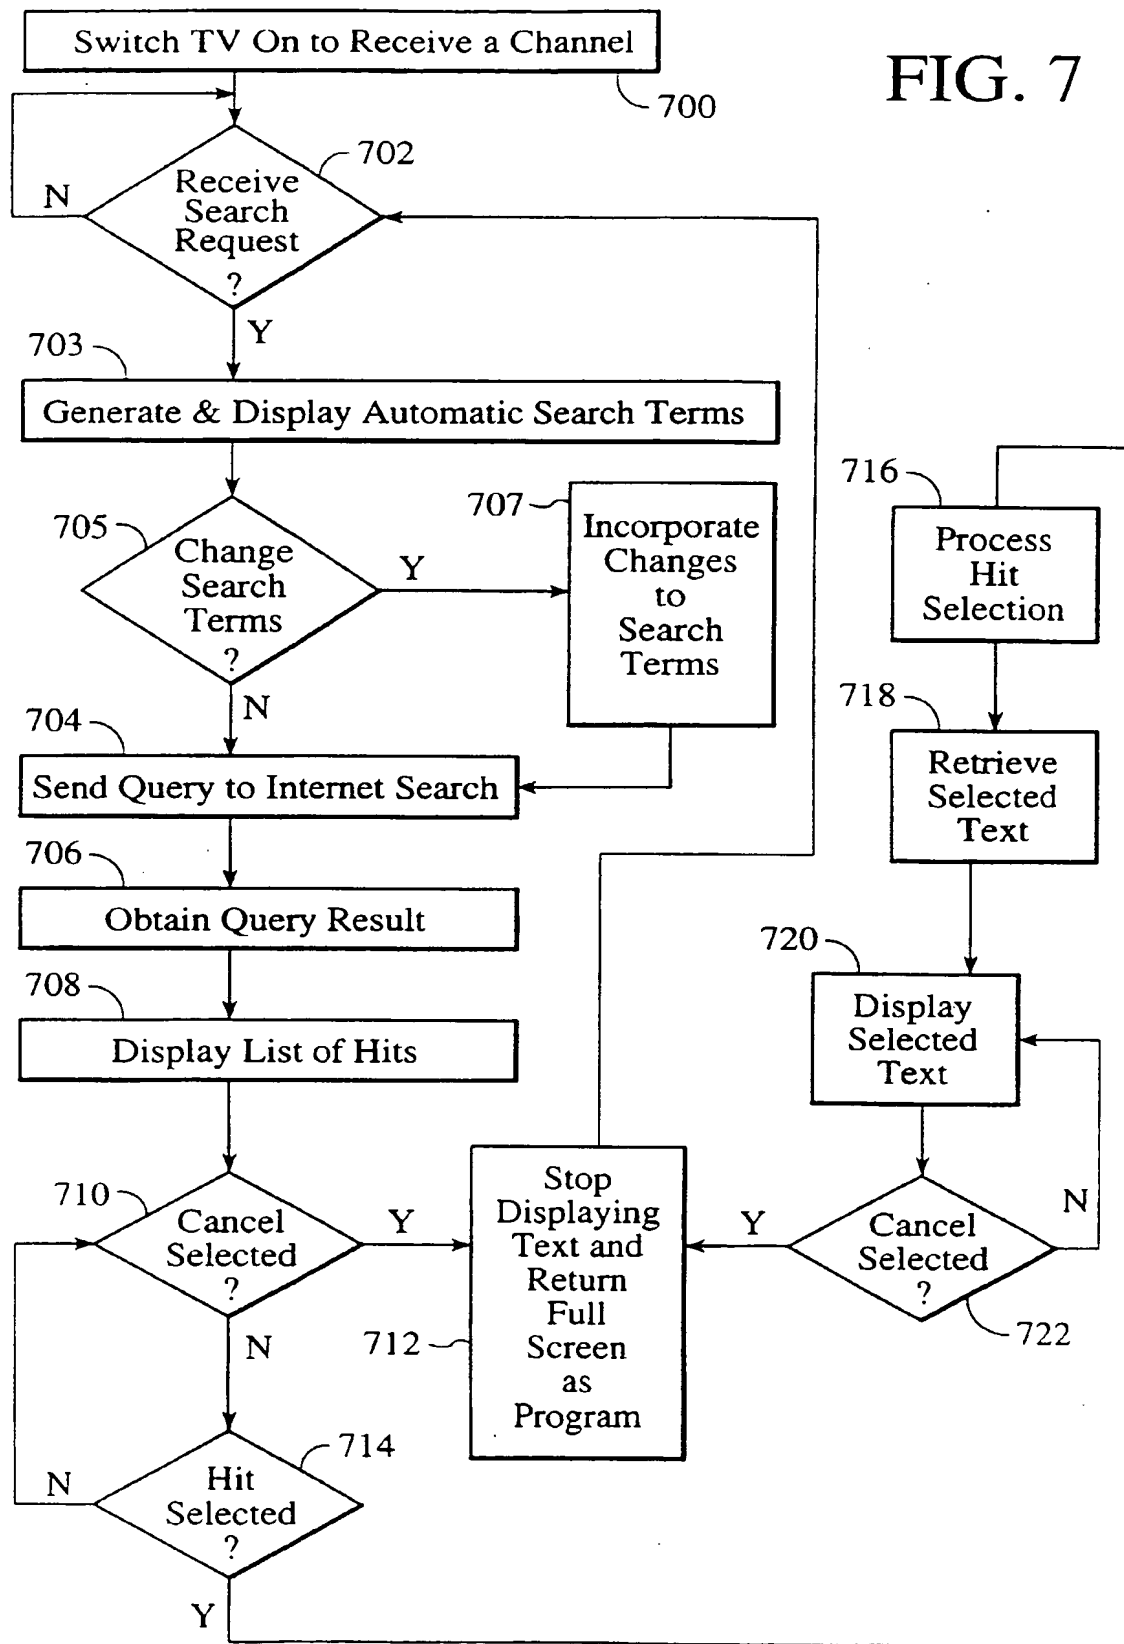 Switch TV On to Receive a Channel
700
FIG. 7
702
N
Receive
Search
Request
?
Y
703
Generate & Display Automatic Search Terms
705
Change
Search
Terms
?
Y
707
Incorporate
Changes
to
Search
Terms
N
704
Send Query to Internet Search
706
Obtain Query Result
708
Display List of Hits
710
Cancel
Selected
?
Y
N
712
Stop
Displaying
Text and
Return
Full
Screen
as
Program
714
N
Hit
Selected
?
Y
716
Process
Hit
Selection
718
Retrieve
Selected
Text
720
Display
Selected
Text
Y
Cancel
Selected
?
N
722